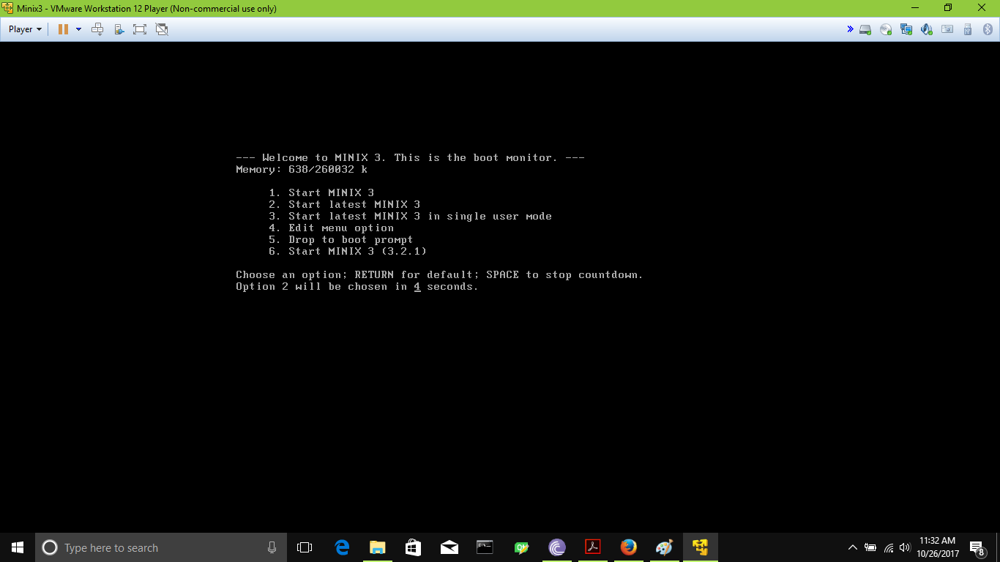 Minix3 - VMware Workstation 12 Player (Non-commercial use only)
Player
--- Welcome to MINIX 3. This is the boot monitor. ---
Memory: 638/260032 k
1. Start MINIX 3
2. Start latest MINIX 3
3. Start latest MINIX 3 in single user mode
4. Edit menu option
5. Drop to boot prompt
6. Start MINIX 3 (3.2.1)
Choose an option; RETURN for default; SPACE to stop countdown.
Option 2 will be chosen in 4 seconds.
Type here to search
11:32 AM
10/26/2017
8